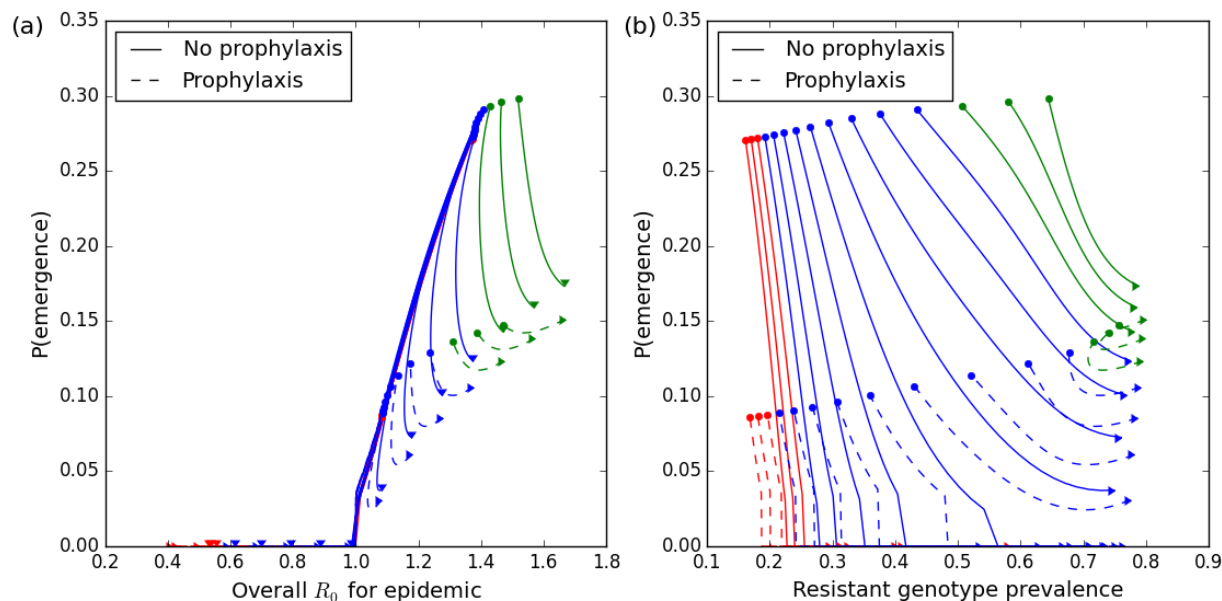 (a)
0.35
0.30
0.25
0.20
0.15
0.10
0.05
0.00
P(emergence)
No prophylaxis
Prophylaxis
0.2 0.4 0.6 0.8 1.0 1.2 1.4 1.6 1.8
Overall R₀ for epidemic
(b)
0.35
0.30
0.25
0.20
0.15
0.10
0.05
0.00
P(emergence)
No prophylaxis
Prophylaxis
0.1 0.2 0.3 0.4 0.5 0.6 0.7 0.8 0.9
Resistant genotype prevalence